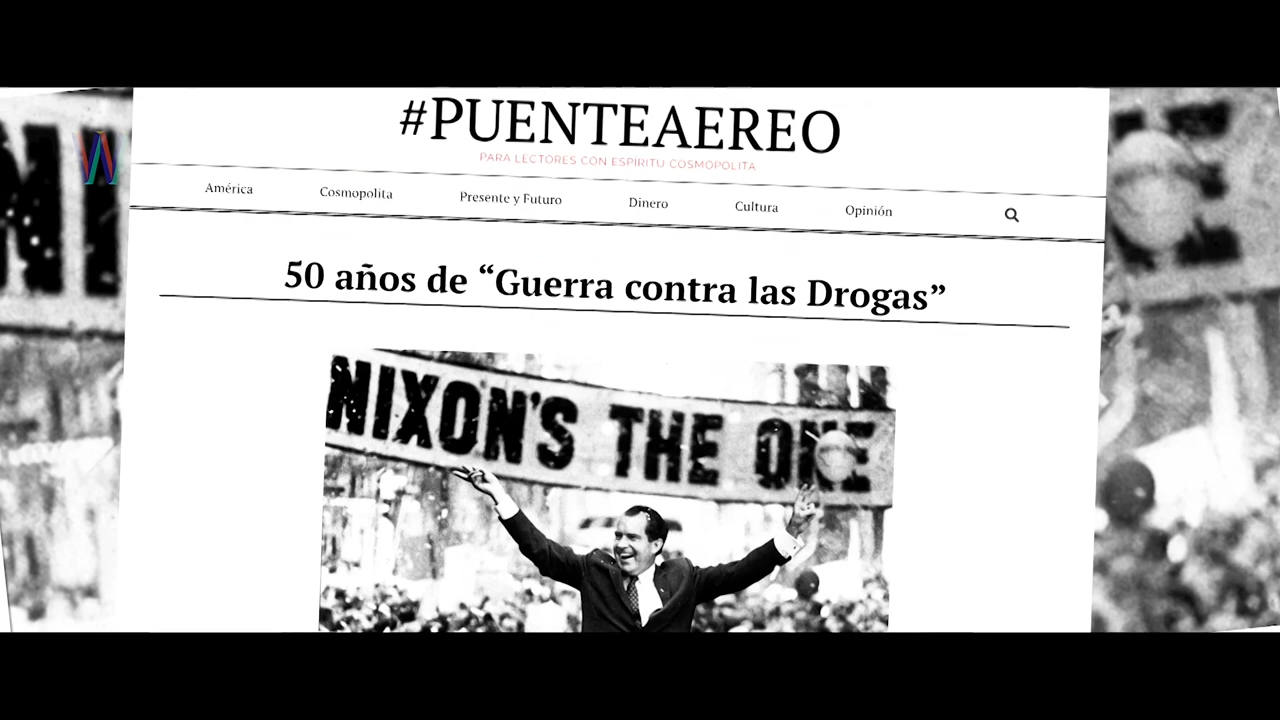 #PUENTEAEREO
PARA LECTORES CON ESPIRITU COSMOPOLITA
América Cosmopolita Presente y Futuro Dinero Cultura Opinión
50 años de “Guerra contra las Drogas”
NIXON'S THE ONE
W